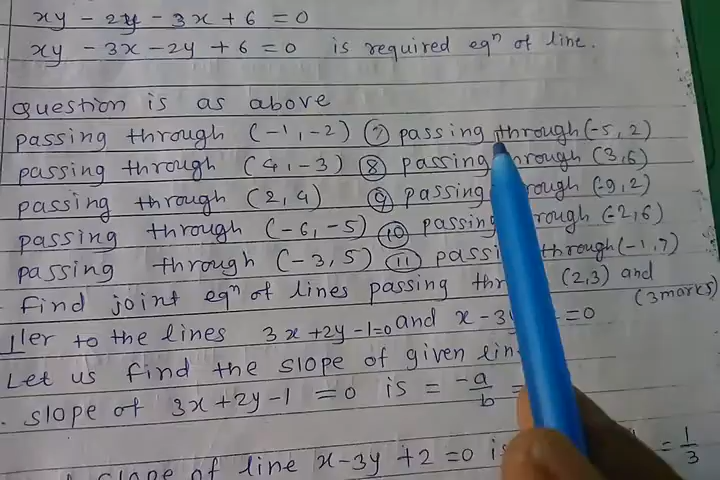 xy - 2y - 3x + 6 = 0
xy - 3x - 2y + 6 = 0 is required eqⁿ of line.
Question is as above
passing through (-1, -2) ⑦ passing through (-5, 2)
passing through (4, -3) ⑧ passing through (3, 6)
passing through (2, 4) ⑨ passing through (-9, 2)
passing through (-6, -5) ⑩ passing through (-2, 6)
passing through (-3, 5) ⑪ passing through (-1, 7)
Find joint eqⁿ of lines passing (2, 3) and
ller to the lines 3x + 2y - 1 = 0 and x - 3y = 0 (3 marks)
Let us find the slope of given
slope of 3x + 2y - 1 = 0 is = -a/b =
slope of line x - 3y + 2 = 0 = 1/3